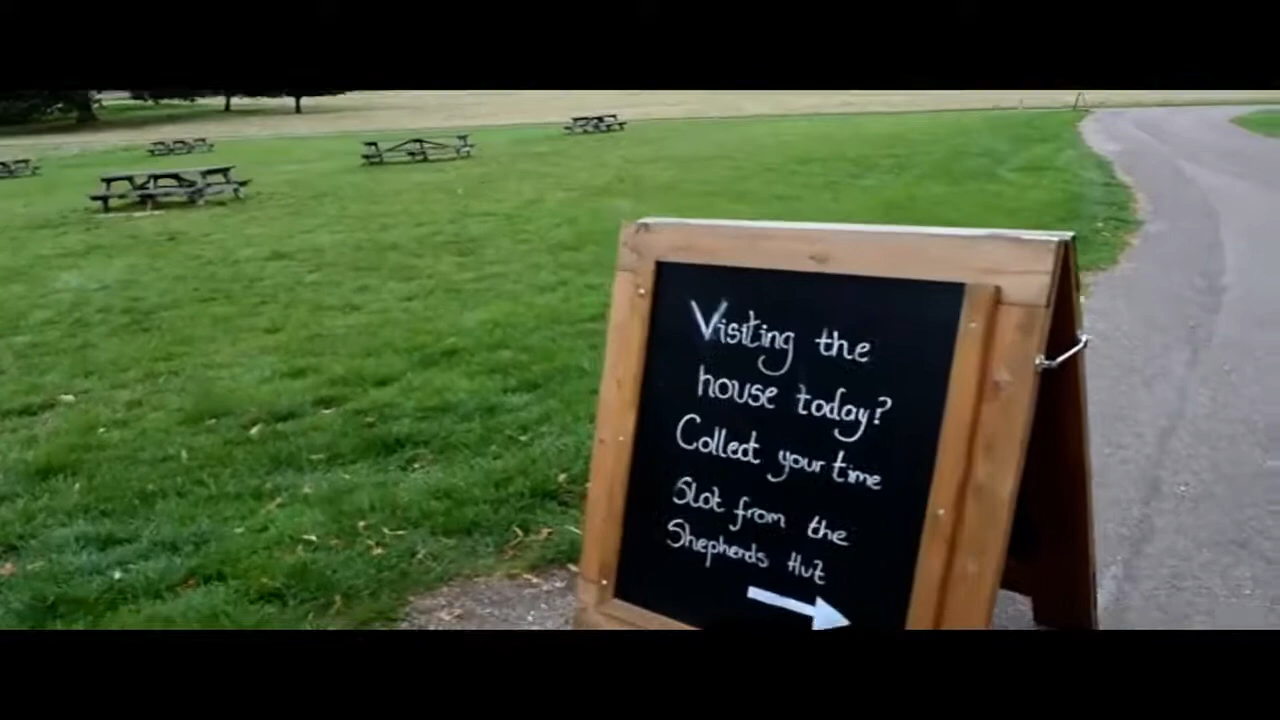 Visiting the
house today?
Collect your time
Slot from the
Shepherds Hut